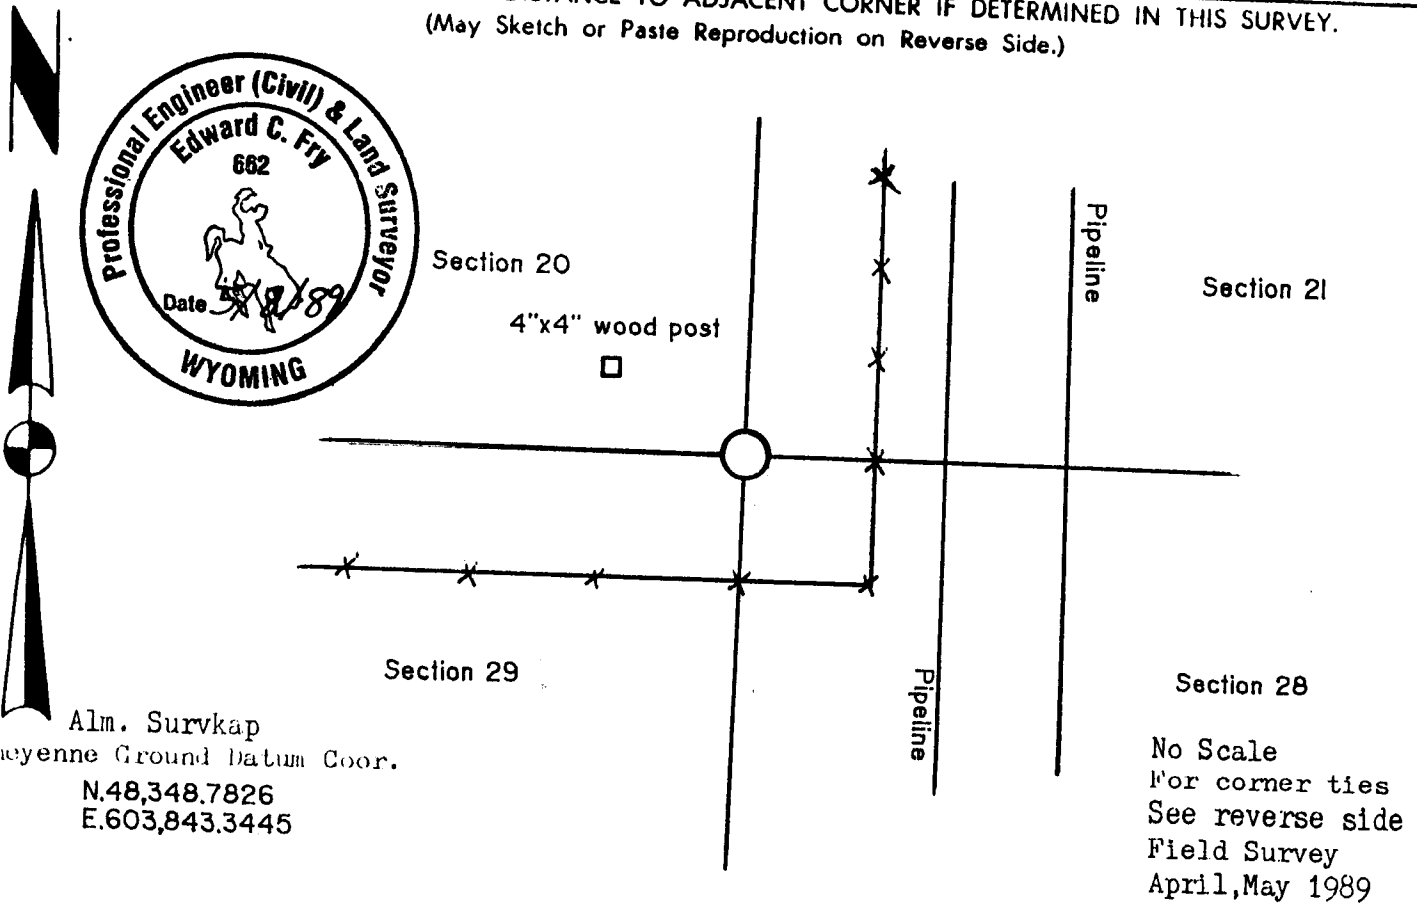 DISTANCE TO ADJACENT CORNER IF DETERMINED IN THIS SURVEY.
(May Sketch or Paste Reproduction on Reverse Side.)
N
Professional Engineer (Civil) & Land Surveyor
Edward C. Fry
662
Date
WYOMING
Section 20
4"x4" wood post
Pipeline
Section 21
Section 29
Pipeline
Section 28
Alm. Survkap
Ground Datum Coor.
N.48,348.7826
E.603,843.3445
No Scale
For corner ties
See reverse side
Field Survey
April,May 1989